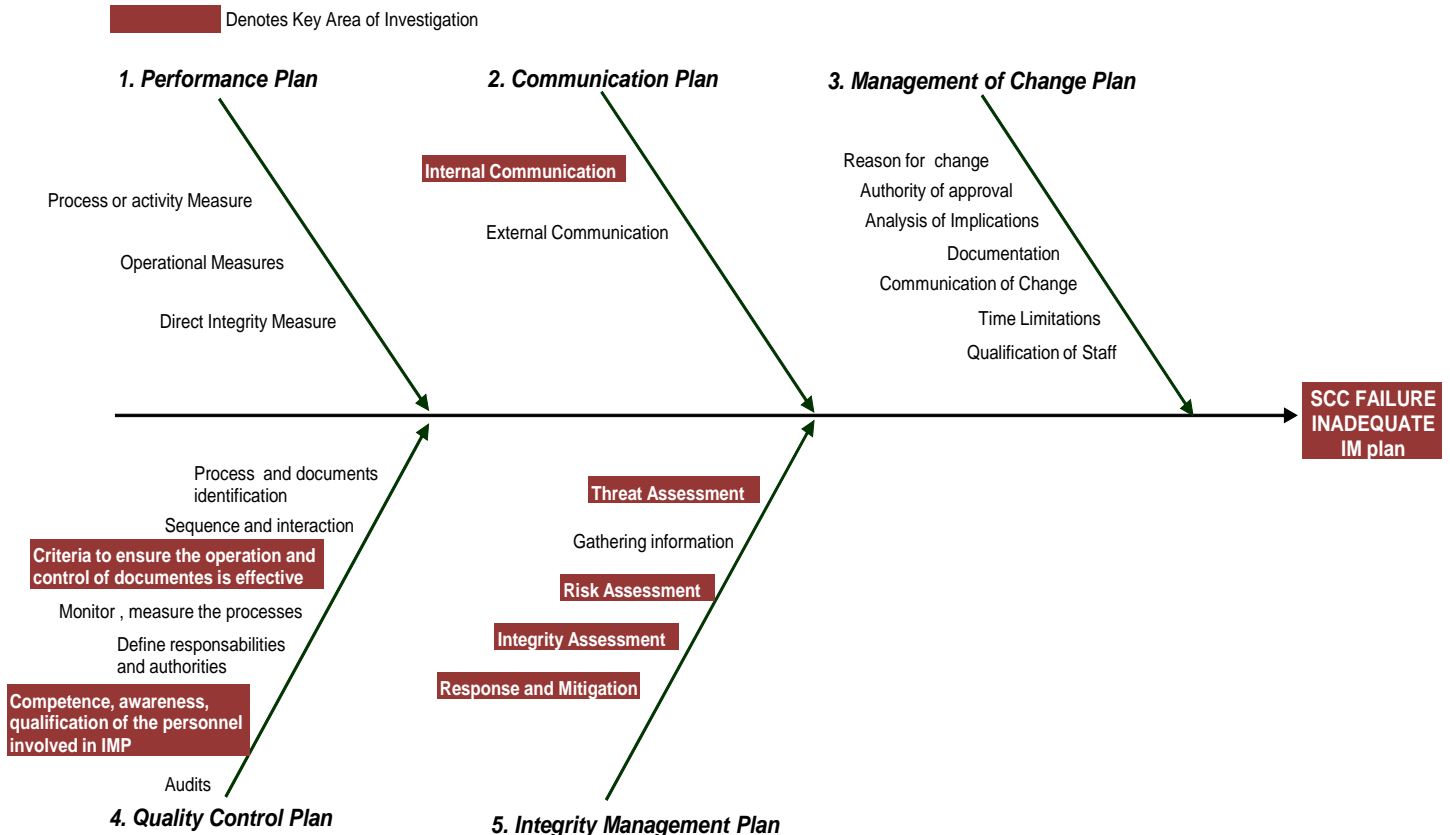 Denotes Key Area of Investigation
1. Performance Plan
2. Communication Plan
3. Management of Change Plan
Process or activity Measure
Operational Measures
Direct Integrity Measure
Internal Communication
External Communication
Reason for change
Authority of approval
Analysis of Implications
Documentation
Communication of Change
Time Limitations
Qualification of Staff
SCC FAILURE
INADEQUATE
IM plan
Process and documents
identification
Sequence and interaction
Criteria to ensure the operation and
control of documentes is effective
Monitor , measure the processes
Define responsabilities
and authorities
Competence, awareness,
qualification of the personnel
involved in IMP
Audits
4. Quality Control Plan
Threat Assessment
Gathering information
Risk Assessment
Integrity Assessment
Response and Mitigation
5. Integrity Management Plan